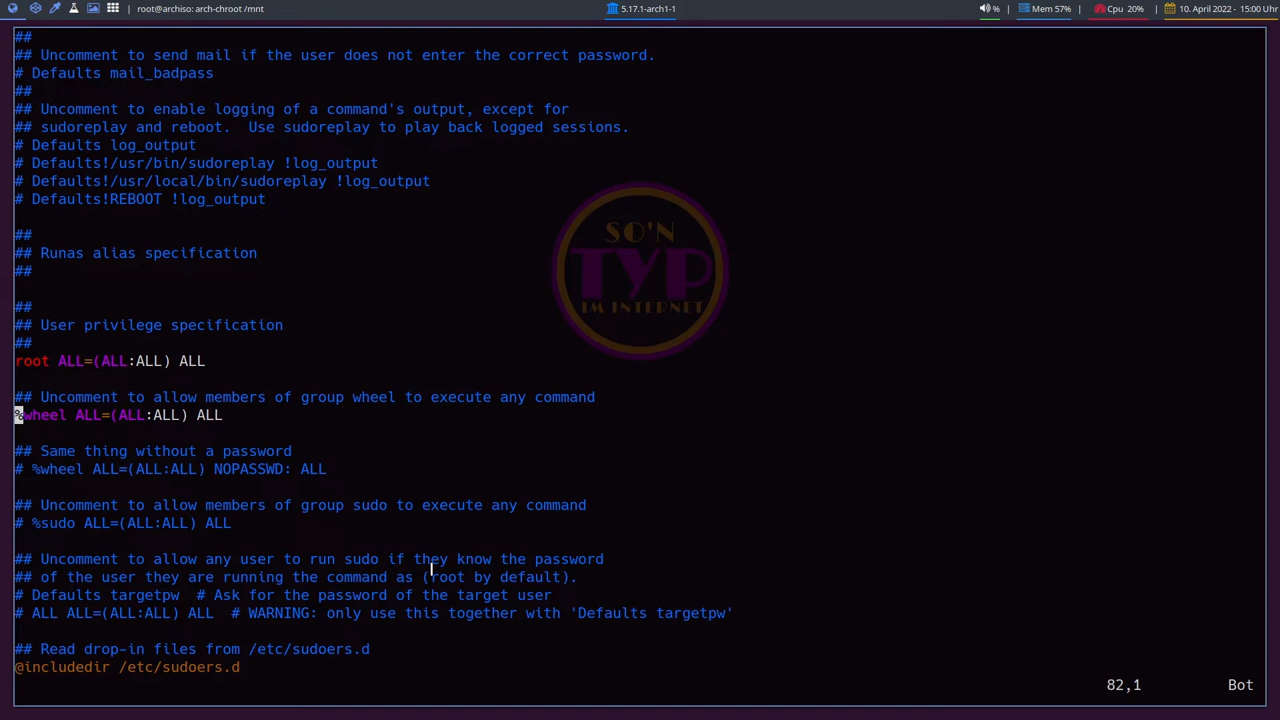 root@archiso: arch-chroot /mnt
5.17.1-arch1-1
%
Mem 57%
Cpu 20%
10. April 2022 - 15:00 Uhr
##
## Uncomment to send mail if the user does not enter the correct password.
# Defaults mail_badpass
##
## Uncomment to enable logging of a command's output, except for
## sudoreplay and reboot.  Use sudoreplay to play back logged sessions.
# Defaults log_output
# Defaults!/usr/bin/sudoreplay !log_output
# Defaults!/usr/local/bin/sudoreplay !log_output
# Defaults!REBOOT !log_output
##
## Runas alias specification
##
##
## User privilege specification
##
root ALL=(ALL:ALL) ALL
## Uncomment to allow members of group wheel to execute any command
%wheel ALL=(ALL:ALL) ALL
## Same thing without a password
# %wheel ALL=(ALL:ALL) NOPASSWD: ALL
## Uncomment to allow members of group sudo to execute any command
# %sudo ALL=(ALL:ALL) ALL
## Uncomment to allow any user to run sudo if they know the password
## of the user they are running the command as (root by default).
# Defaults targetpw  # Ask for the password of the target user
# ALL ALL=(ALL:ALL) ALL  # WARNING: only use this together with 'Defaults targetpw'
## Read drop-in files from /etc/sudoers.d
@includedir /etc/sudoers.d
82,1
Bot
SO'N
TYP
IM INTERNET